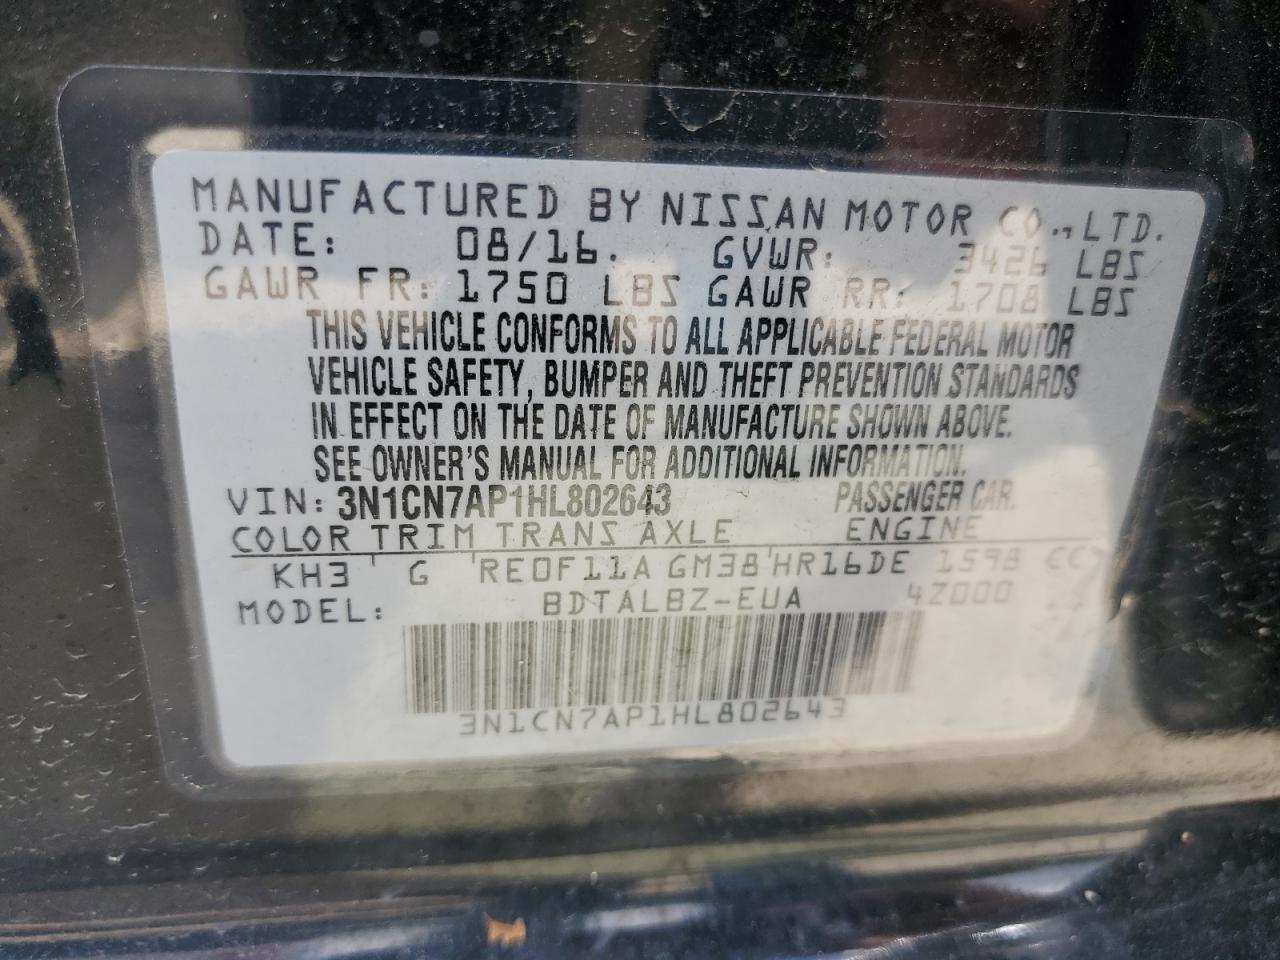 MANUFACTURED BY NISSAN MOTOR CO., LTD.
DATE: 08/16. GVWR: 3426 LBS
GAWR FR: 1750 LBS GAWR RR: 1708 LBS
THIS VEHICLE CONFORMS TO ALL APPLICABLE FEDERAL MOTOR
VEHICLE SAFETY, BUMPER AND THEFT PREVENTION STANDARDS
IN EFFECT ON THE DATE OF MANUFACTURE SHOWN ABOVE.
SEE OWNER'S MANUAL FOR ADDITIONAL INFORMATION.
VIN: 3N1CN7AP1HL802643 PASSENGER CAR.
COLOR TRIM TRANS AXLE ENGINE
KH3 ' G ' RE0F11A GM38 ' HR16DE 1598 CC
MODEL: BDTALBZ-EUA 4Z000
3N1CN7AP1HL802643